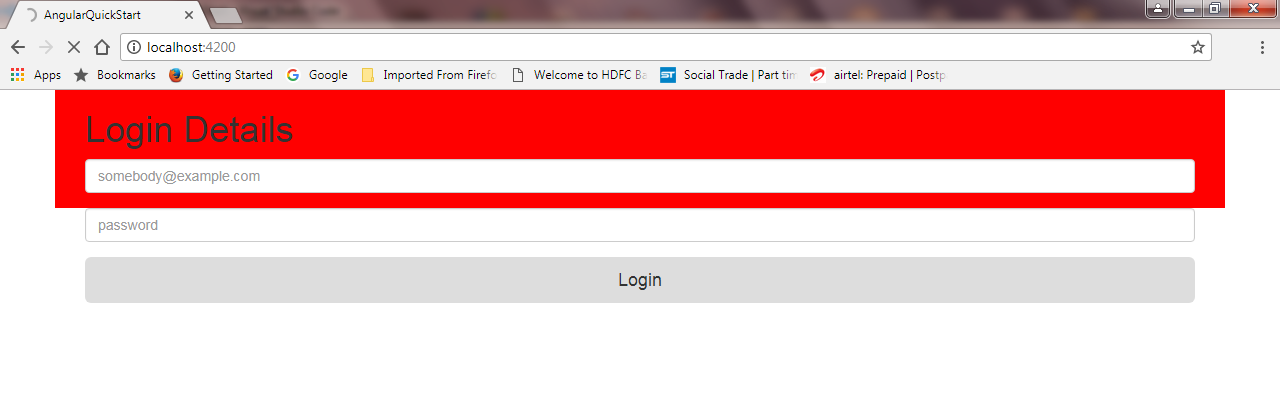 AngularQuickStart
localhost:4200
Apps Bookmarks Getting Started Google Imported From Firefo Welcome to HDFC Ba ST Social Trade | Part tim airtel: Prepaid | Postp
Login Details
somebody@example.com
password
Login